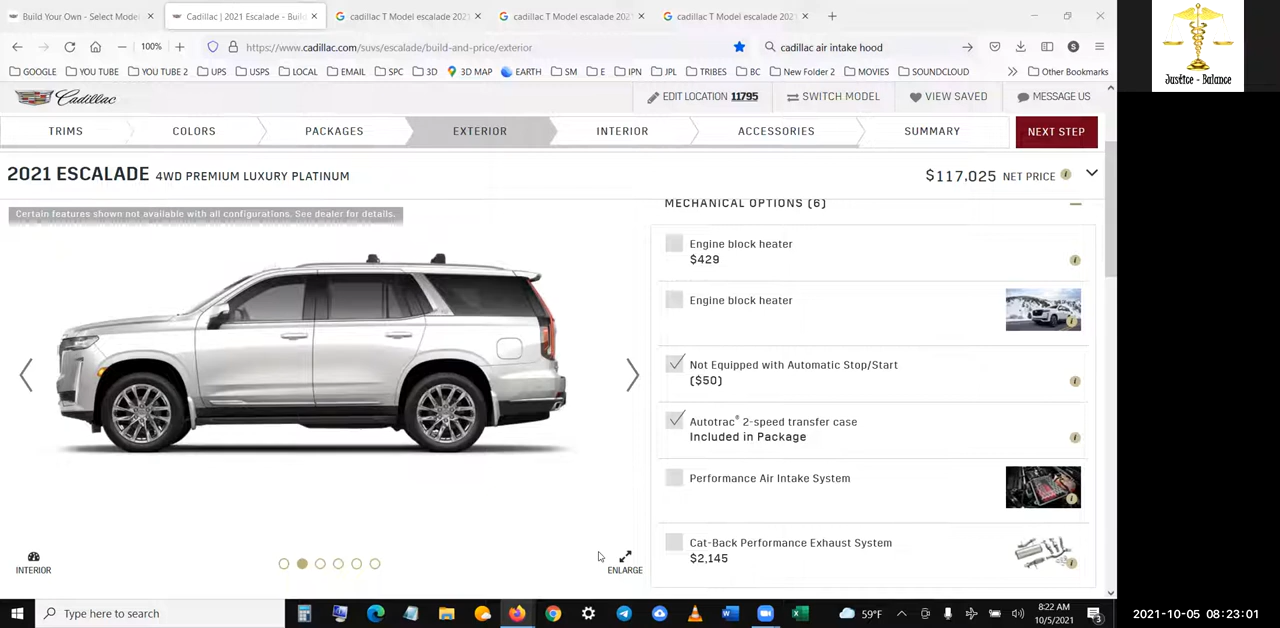 Build Your Own - Select Model
Cadillac | 2021 Escalade - Build
cadillac T Model escalade 2021
cadillac T Model escalade 202
cadillac T Model escalade 202
100%
https://www.cadillac.com/suvs/escalade/build-and-price/exterior
cadillac air intake hood
S
GOOGLE
YOU TUBE
YOU TUBE 2
UPS
USPS
LOCAL
EMAIL
SPC
3D
3D MAP
EARTH
SM
E
IPN
JPL
TRIBES
BC
New Folder 2
MOVIES
SOUNDCLOUD
Other Bookmarks
Justice - Balance
Cadillac
EDIT LOCATION 11795
SWITCH MODEL
VIEW SAVED
MESSAGE US
TRIMS
COLORS
PACKAGES
EXTERIOR
INTERIOR
ACCESSORIES
SUMMARY
NEXT STEP
2021 ESCALADE 4WD PREMIUM LUXURY PLATINUM
$117,025 NET PRICE
Certain features shown not available with all configurations. See dealer for details.
MECHANICAL OPTIONS (6)
Engine block heater
$429
Engine block heater
Not Equipped with Automatic Stop/Start
($50)
Autotrac® 2-speed transfer case
Included in Package
Performance Air Intake System
Cat-Back Performance Exhaust System
$2,145
INTERIOR
ENLARGE
Type here to search
59°F
8:22 AM
10/5/2021
3
2021-10-05 08:23:01